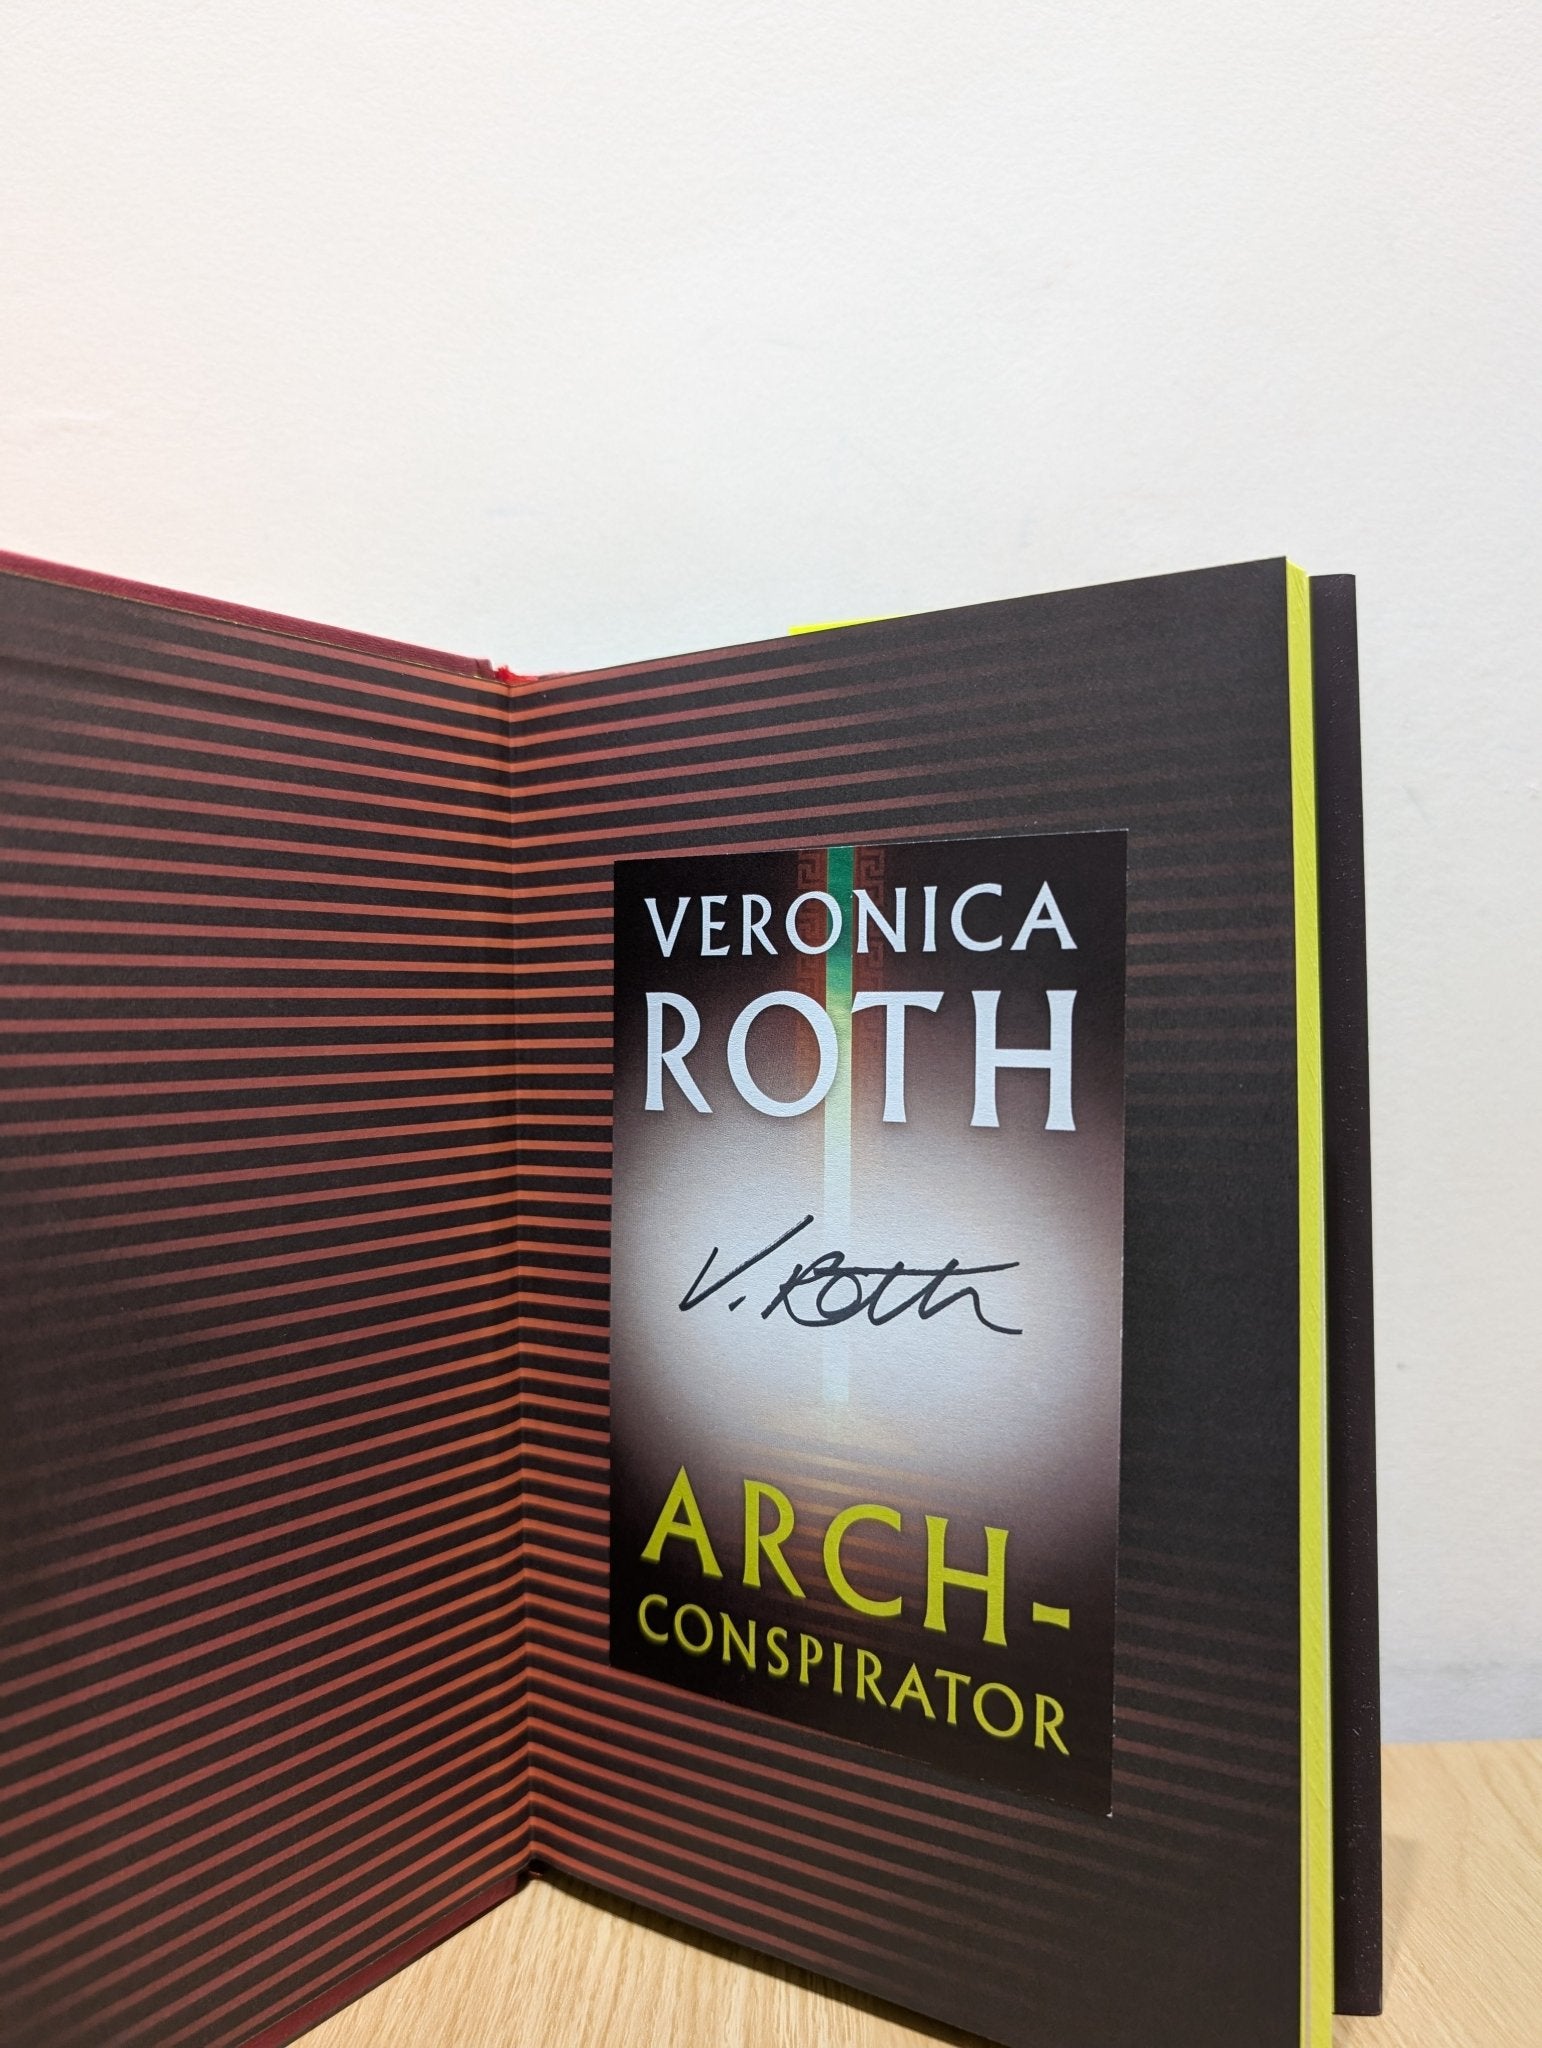 VERONICA
ROTH
V. Roth
ARCH-
CONSPIRATOR